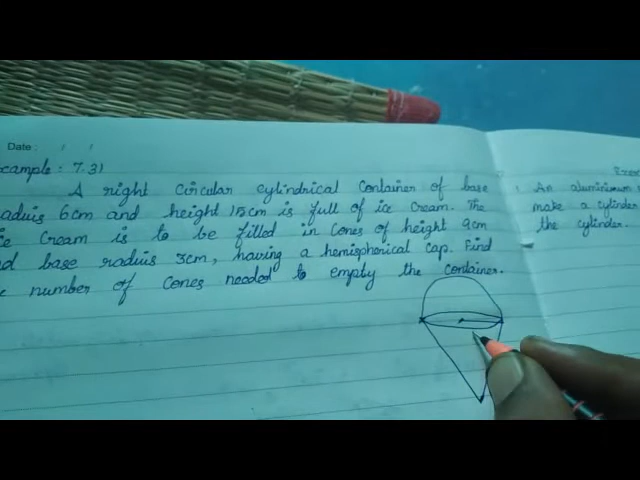 Date :
xample : 7.31
A right circular cylindrical container of base
adius 6cm and height 15cm is full of ice cream. The
ce cream is to be filled in cones of height 9cm
d base radius 3cm, having a hemispherical cap. Find
e number of cones needed to empty the container.
Exer
An aluminium
make a cylinder
the cylinder.